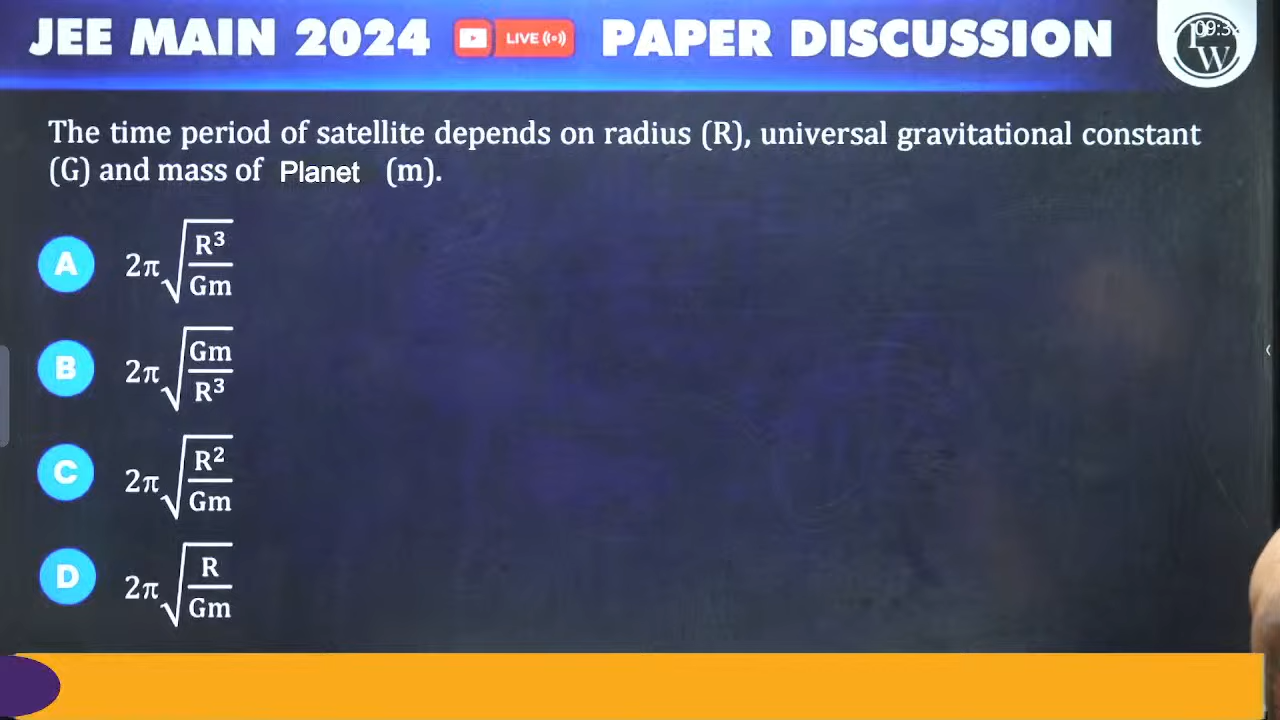 JEE MAIN 2024 LIVE PAPER DISCUSSION
The time period of satellite depends on radius (R), universal gravitational constant
(G) and mass of Planet (m).
A 2π√(R³/Gm)
B 2π√(Gm/R³)
C 2π√(R²/Gm)
D 2π√(R/Gm)